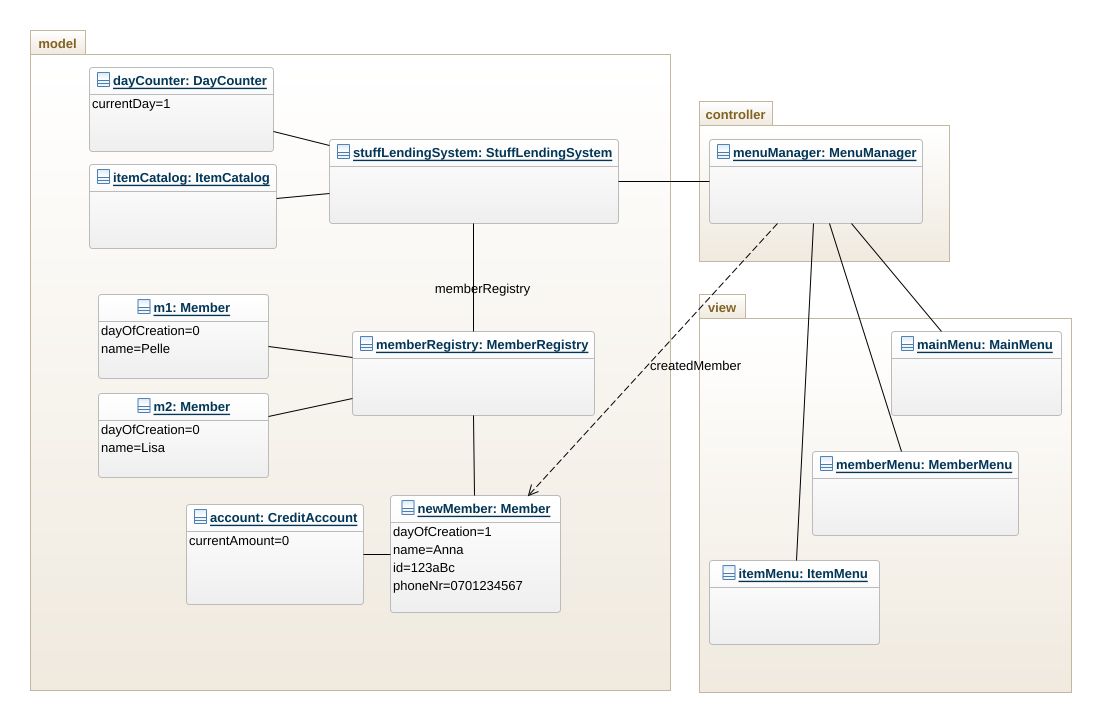 model
dayCounter: DayCounter
currentDay=1
itemCatalog: ItemCatalog
stuffLendingSystem: StuffLendingSystem
memberRegistry
m1: Member
dayOfCreation=0
name=Pelle
memberRegistry: MemberRegistry
m2: Member
dayOfCreation=0
name=Lisa
account: CreditAccount
currentAmount=0
newMember: Member
dayOfCreation=1
name=Anna
id=123aBc
phoneNr=0701234567
controller
menuManager: MenuManager
createdMember
view
mainMenu: MainMenu
memberMenu: MemberMenu
itemMenu: ItemMenu